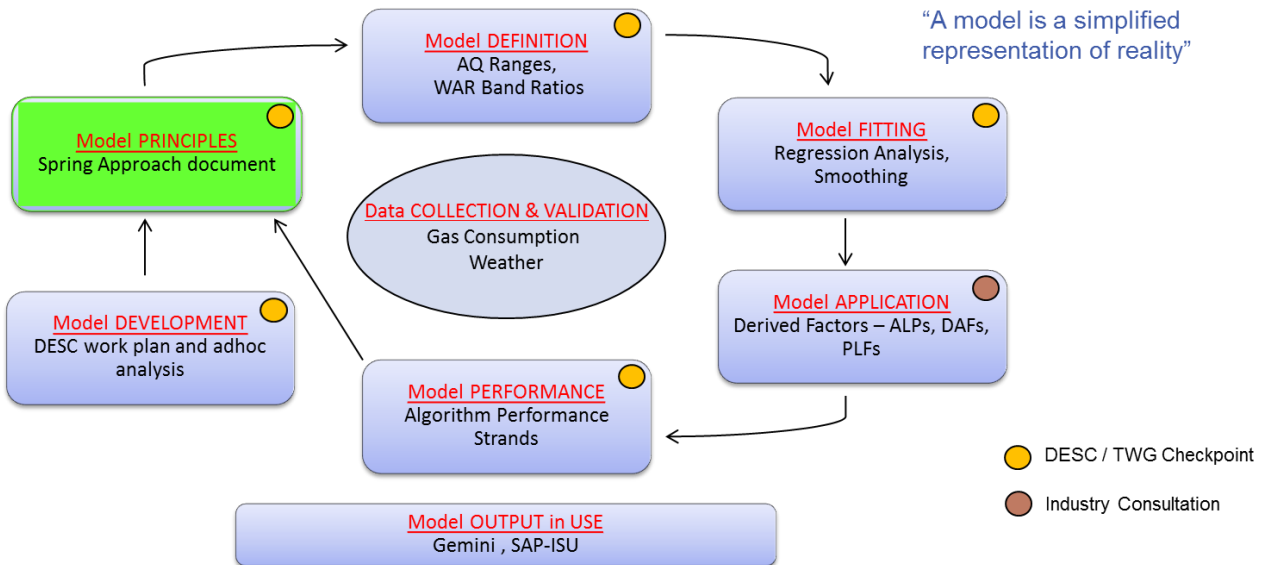 “A model is a simplified
representation of reality”
Model DEFINITION
AQ Ranges,
WAR Band Ratios
Model PRINCIPLES
Spring Approach document
Model FITTING
Regression Analysis,
Smoothing
Data COLLECTION & VALIDATION
Gas Consumption
Weather
Model DEVELOPMENT
DESC work plan and adhoc
analysis
Model APPLICATION
Derived Factors – ALPs, DAFs,
PLFs
Model PERFORMANCE
Algorithm Performance
Strands
DESC / TWG Checkpoint
Industry Consultation
Model OUTPUT in USE
Gemini , SAP-ISU